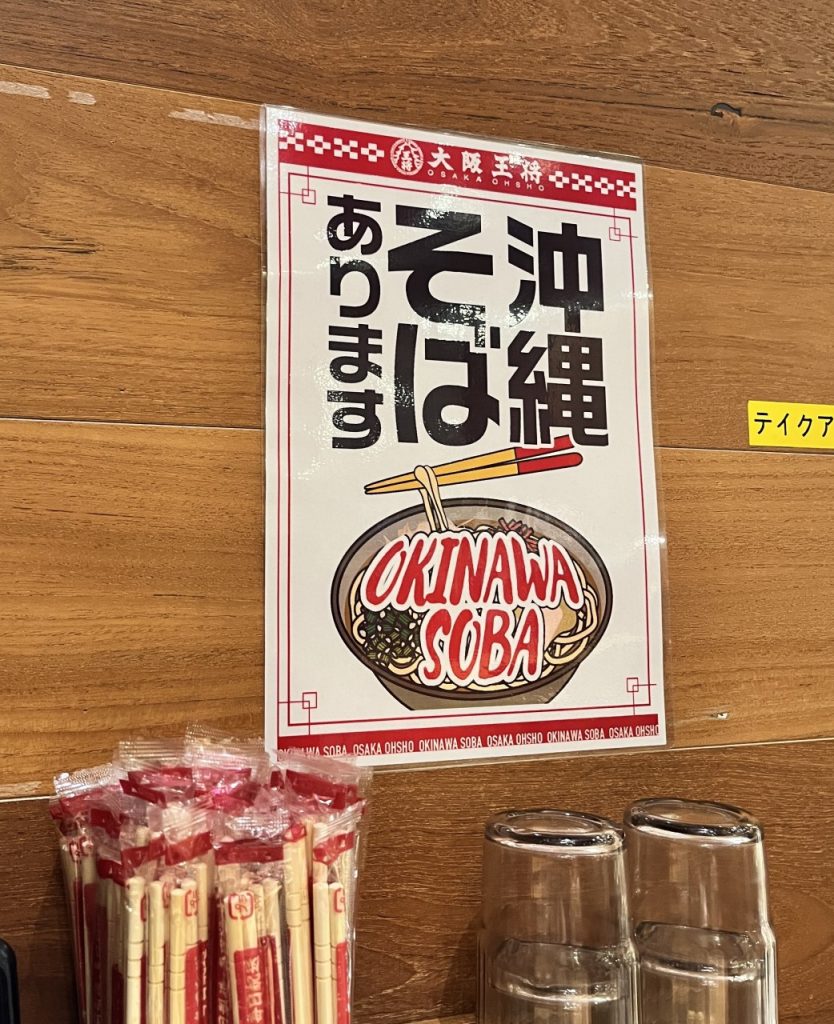 大阪王将
OSAKA OHSHO
沖縄
そば
あります
OKINAWA
SOBA
OKINAWA SOBA OSAKA OHSHO OKINAWA SOBA OSAKA OHSHO OKINAWA SOBA OSAKA OHSHO
テイクア